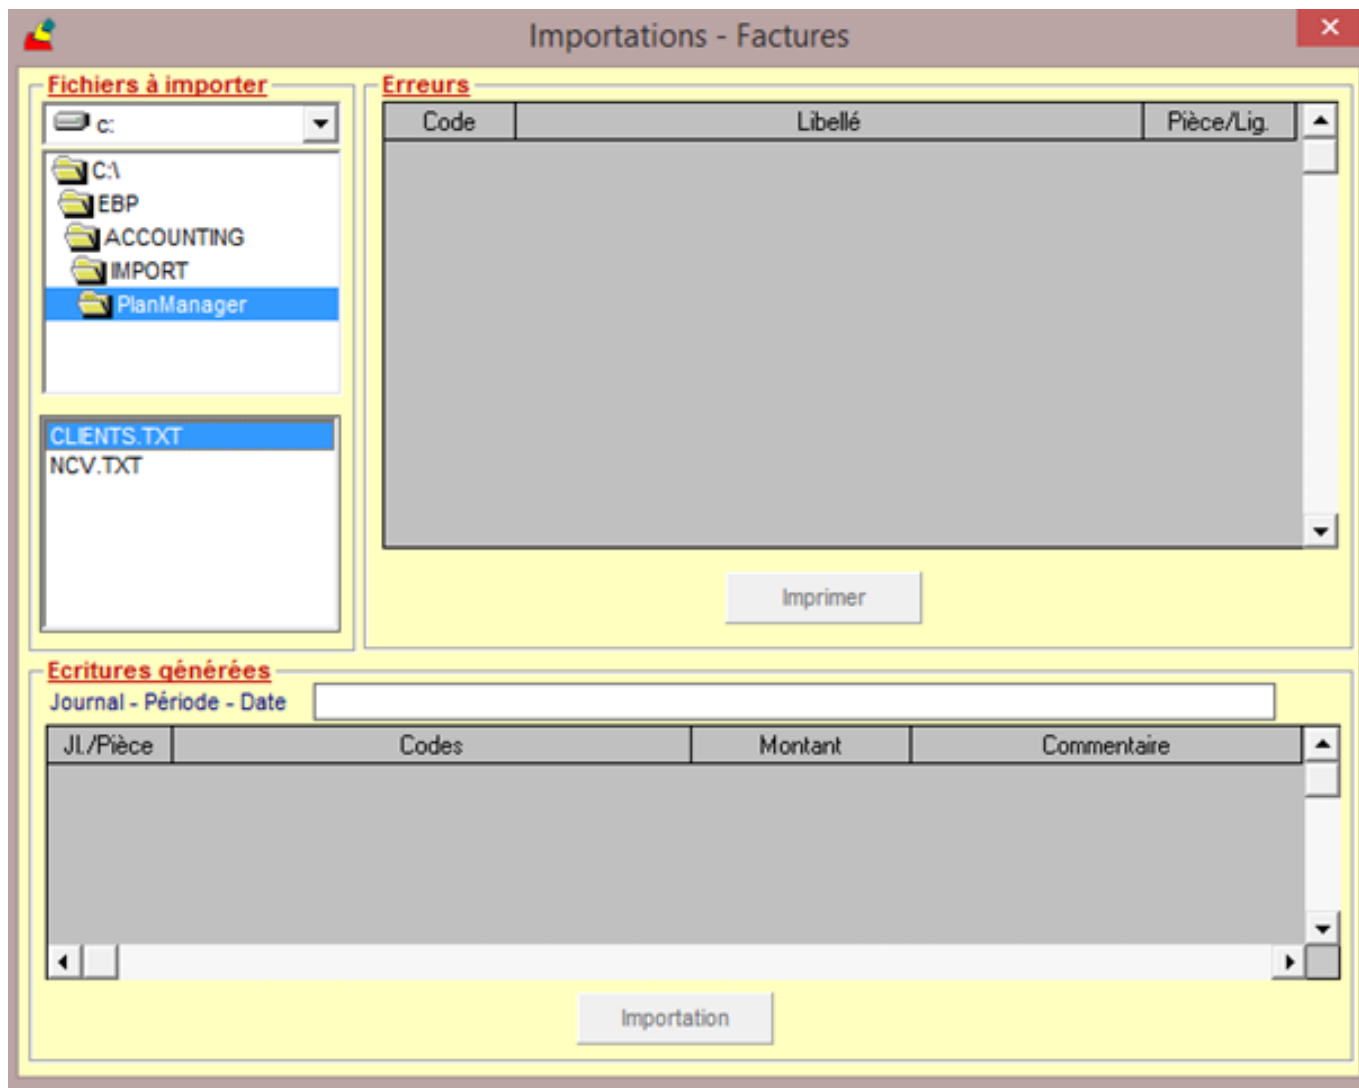 Importations - Factures
Fichiers à importer
c:
C:\
EBP
ACCOUNTING
IMPORT
PlanManager
CLIENTS.TXT
NCV.TXT
Erreurs
Code Libellé Pièce/Lig.
Imprimer
Ecritures générées
Journal - Période - Date
Jl./Pièce Codes Montant Commentaire
Importation